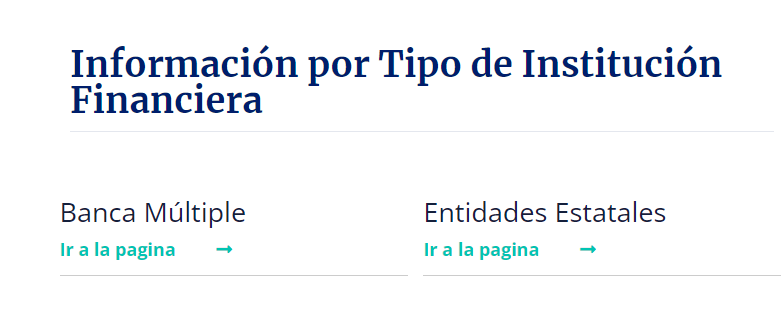 Información por Tipo de Institución
Financiera
Banca Múltiple
Entidades Estatales
Ir a la pagina
Ir a la pagina